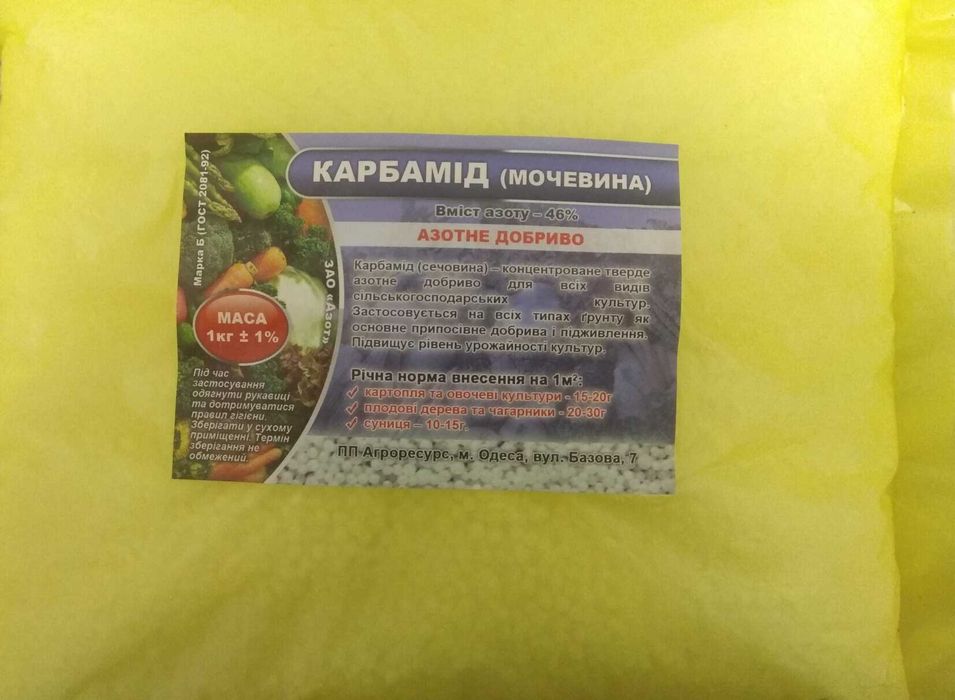 КАРБАМІД (МОЧЕВИНА)
Вміст азоту – 46%
АЗОТНЕ ДОБРИВО
Марка Б (ГОСТ 2081-92)
ЗАО «Азот»
МАСА
1кг ± 1%
Карбамід (сечовина) – концентроване тверде
азотне добриво для всіх видів
сільськогосподарських культур.
Застосовується на всіх типах ґрунту як
основне припосівне добрива і підживлення.
Підвищує рівень урожайності культур.
Річна норма внесення на 1м²:
✓ картопля та овочеві культури - 15-20г
✓ плодові дерева та чагарники - 20-30г
✓ суниця – 10-15г.
Під час
застосування
одягнути рукавиці
та дотримуватися
правил гігієни.
Зберігати у сухому
приміщенні. Термін
зберігання не
обмежений.
ПП Агроресурс, м. Одеса, вул. Базова, 7